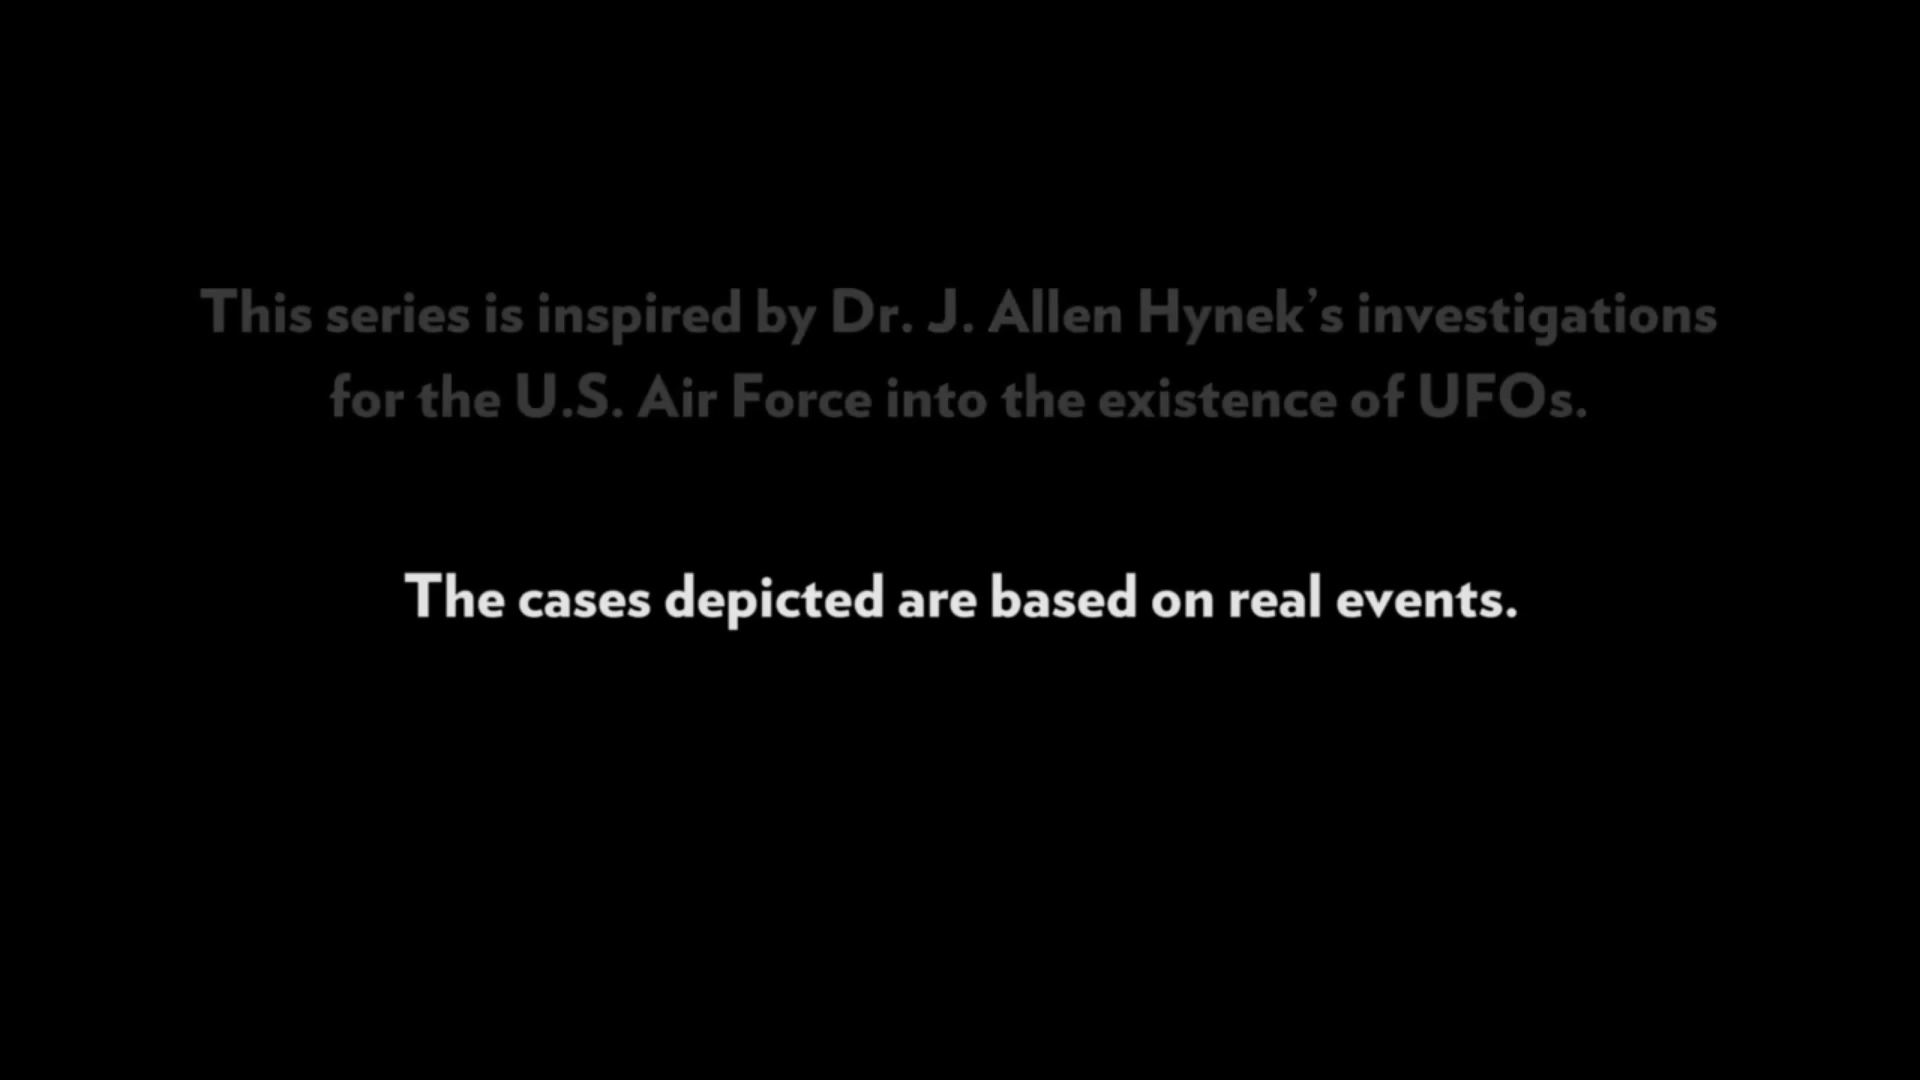 This series is inspired by Dr. J. Allen Hynek’s investigations
for the U.S. Air Force into the existence of UFOs.
The cases depicted are based on real events.